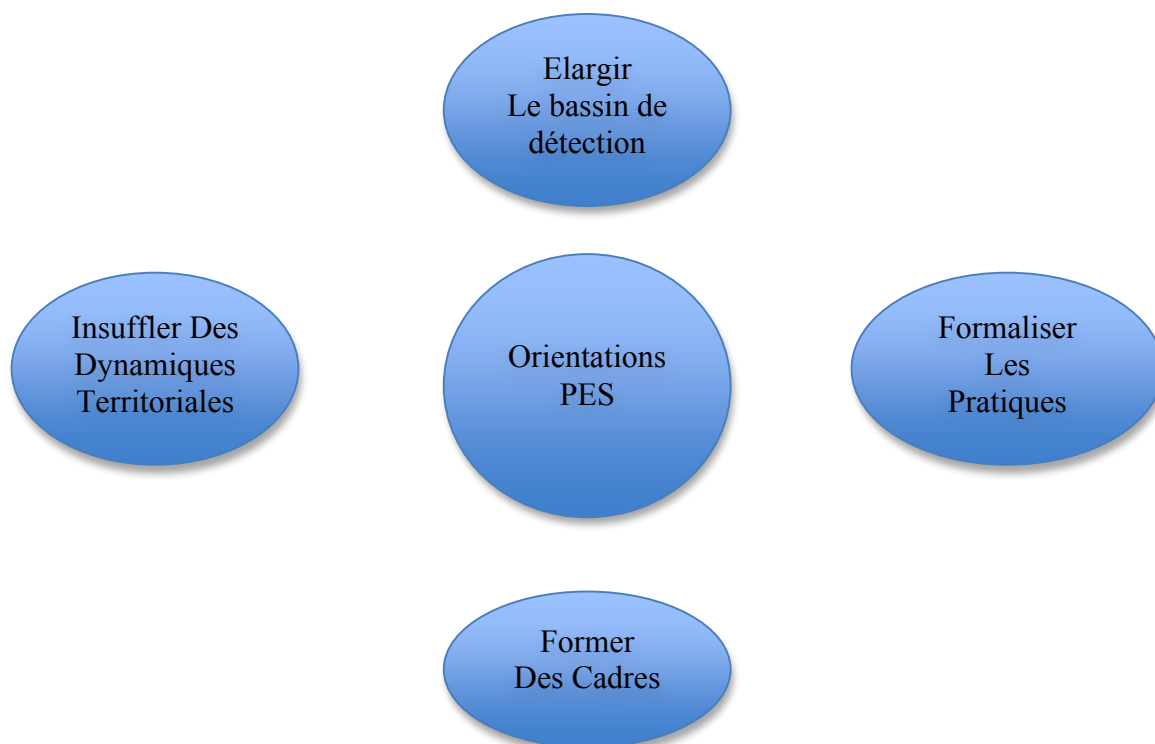 Elargir
Le bassin de
détection
Insuffler Des
Dynamiques
Territoriales
Orientations
PES
Formaliser
Les
Pratiques
Former
Des Cadres